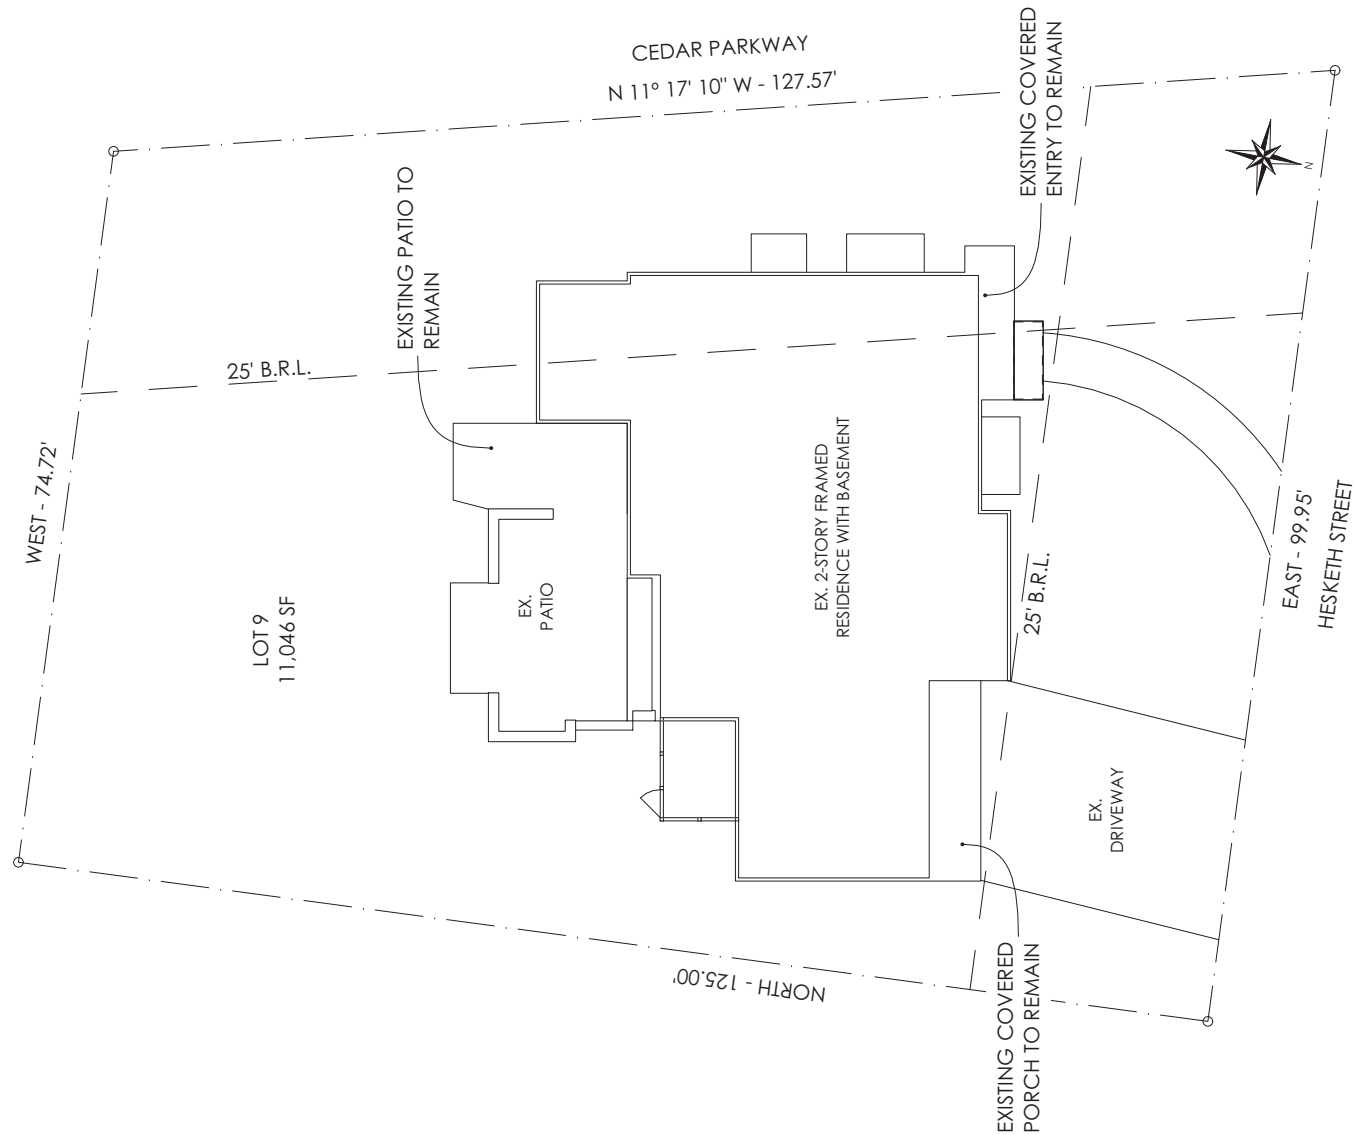 CEDAR PARKWAY
N 11° 17' 10" W - 127.57'
EXISTING COVERED
ENTRY TO REMAIN
N
EXISTING PATIO TO
REMAIN
25' B.R.L.
WEST - 74.72'
LOT 9
11,046 SF
EX.
PATIO
EX. 2-STORY FRAMED
RESIDENCE WITH BASEMENT
25' B.R.L.
EAST - 99.95'
HESKETH STREET
EX.
DRIVEWAY
NORTH - 125.00'
EXISTING COVERED
PORCH TO REMAIN